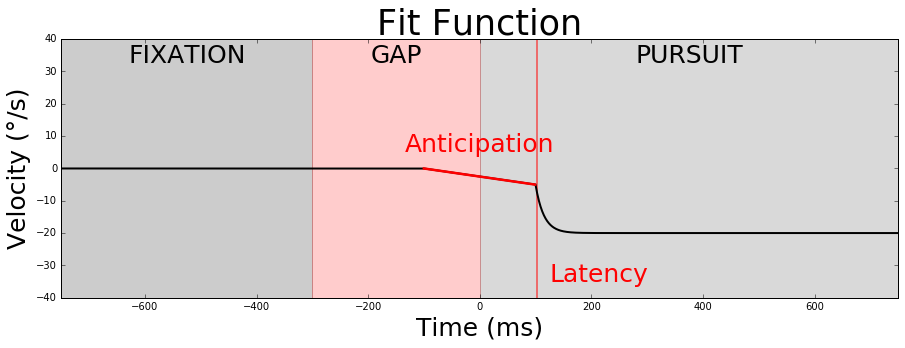 Fit Function
FIXATION GAP PURSUIT
Anticipation
Latency
Velocity (°/s)
40
30
20
10
0
−10
−20
−30
−40
−600 −400 −200 0 200 400 600
Time (ms)